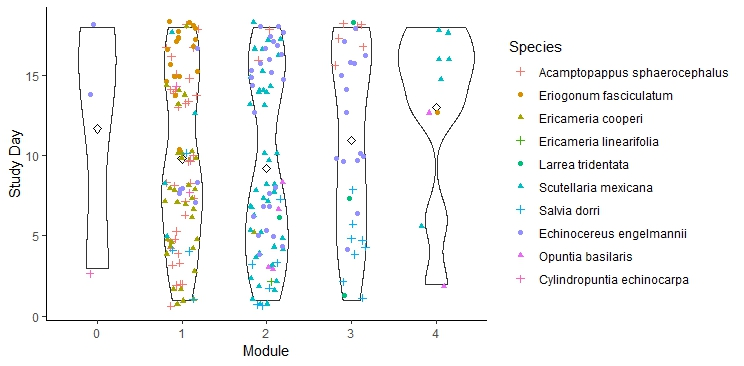 Study Day
15
10
5
0
0 1 2 3 4
Module
Species
Acamptopappus sphaerocephalus
Eriogonum fasciculatum
Ericameria cooperi
Ericameria linearifolia
Larrea tridentata
Scutellaria mexicana
Salvia dorri
Echinocereus engelmannii
Opuntia basilaris
Cylindropuntia echinocarpa